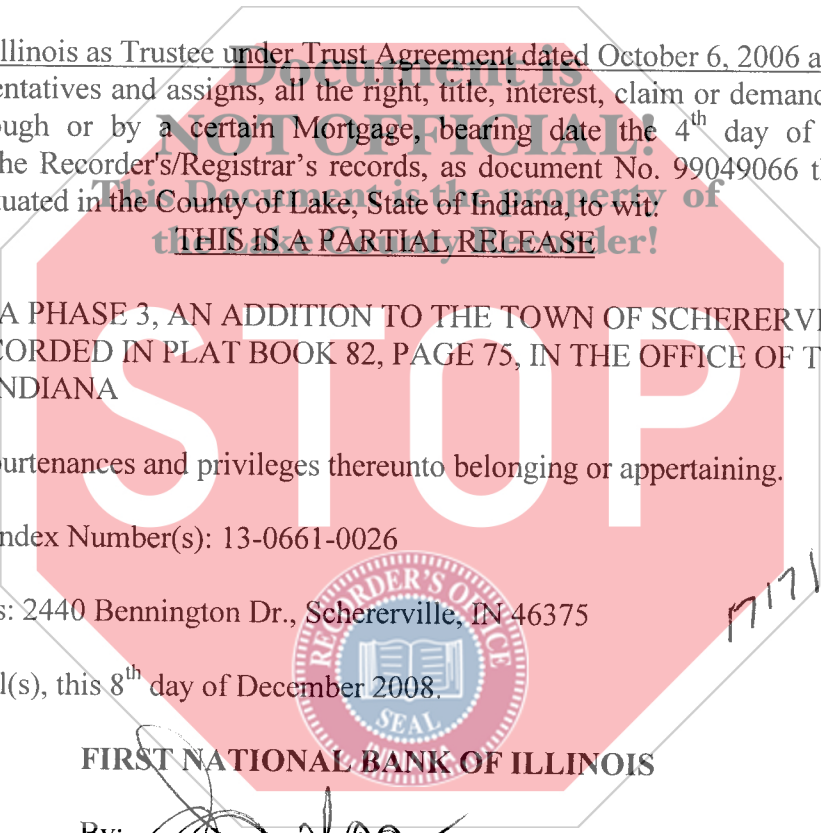 llinois as Trustee under Trust Agreement dated October 6, 2006 a
Document is
entatives and assigns, all the right, title, interest, claim or demand
ough or by a certain Mortgage, bearing date the 4th day of
NOT OFFICIAL!
he Recorder's/Registrar's records, as document No. 99049066 t
This Document is the property of
tuated in the County of Lake, State of Indiana, to wit:
the Lake County Recorder!
THIS IS A PARTIAL RELEASE
A PHASE 3, AN ADDITION TO THE TOWN OF SCHERERVI
CORDED IN PLAT BOOK 82, PAGE 75, IN THE OFFICE OF T
NDIANA
STOP
purtenances and privileges thereunto belonging or appertaining.
ndex Number(s): 13-0661-0026
s: 2440 Bennington Dr., Schererville, IN 46375
l(s), this 8th day of December 2008.
RECORDER'S OFFICE
SEAL
FIRST NATIONAL BANK OF ILLINOIS
By: